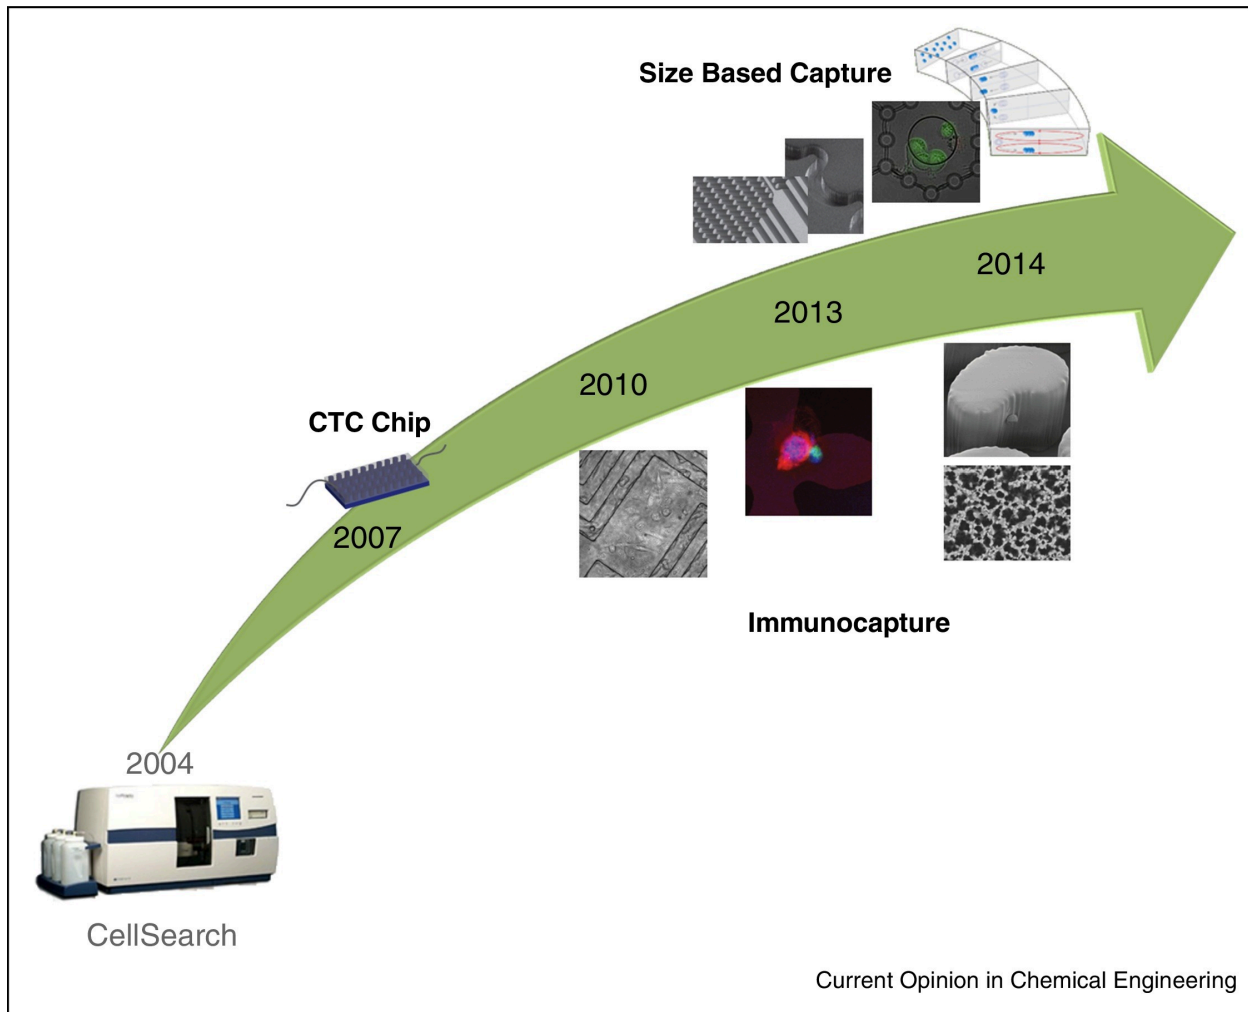 Size Based Capture
2014
2013
2010
CTC Chip
2007
Immunocapture
2004
CellSearch
Current Opinion in Chemical Engineering